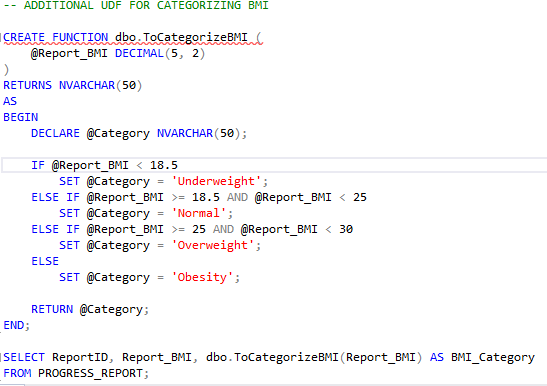 -- ADDITIONAL UDF FOR CATEGORIZING BMI
CREATE FUNCTION dbo.ToCategorizeBMI (
    @Report_BMI DECIMAL(5, 2)
)
RETURNS NVARCHAR(50)
AS
BEGIN
    DECLARE @Category NVARCHAR(50);
    IF @Report_BMI < 18.5
        SET @Category = 'Underweight';
    ELSE IF @Report_BMI >= 18.5 AND @Report_BMI < 25
        SET @Category = 'Normal';
    ELSE IF @Report_BMI >= 25 AND @Report_BMI < 30
        SET @Category = 'Overweight';
    ELSE
        SET @Category = 'Obesity';
    RETURN @Category;
END;
SELECT ReportID, Report_BMI, dbo.ToCategorizeBMI(Report_BMI) AS BMI_Category
FROM PROGRESS_REPORT;